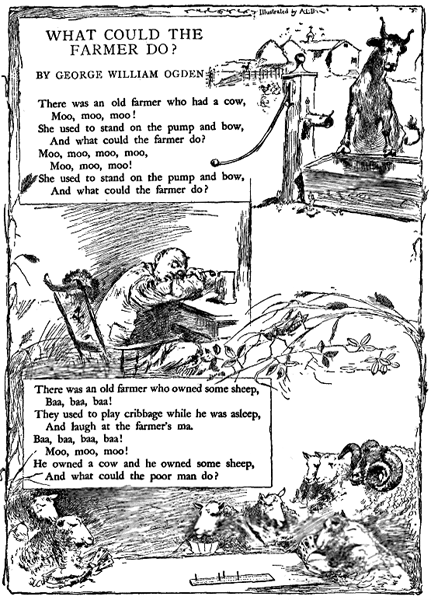 Illustrated by
WHAT COULD THE
FARMER DO?
BY GEORGE WILLIAM OGDEN
There was an old farmer who had a cow,
Moo, moo, moo!
She used to stand on the pump and bow,
And what could the farmer do?
Moo, moo, moo, moo,
Moo, moo, moo!
She used to stand on the pump and bow,
And what could the farmer do?
There was an old farmer who owned some sheep,
Baa, baa, baa!
They used to play cribbage while he was asleep,
And laugh at the farmer's ma.
Baa, baa, baa, baa!
Moo, moo, moo!
He owned a cow and he owned some sheep,
And what could the poor man do?